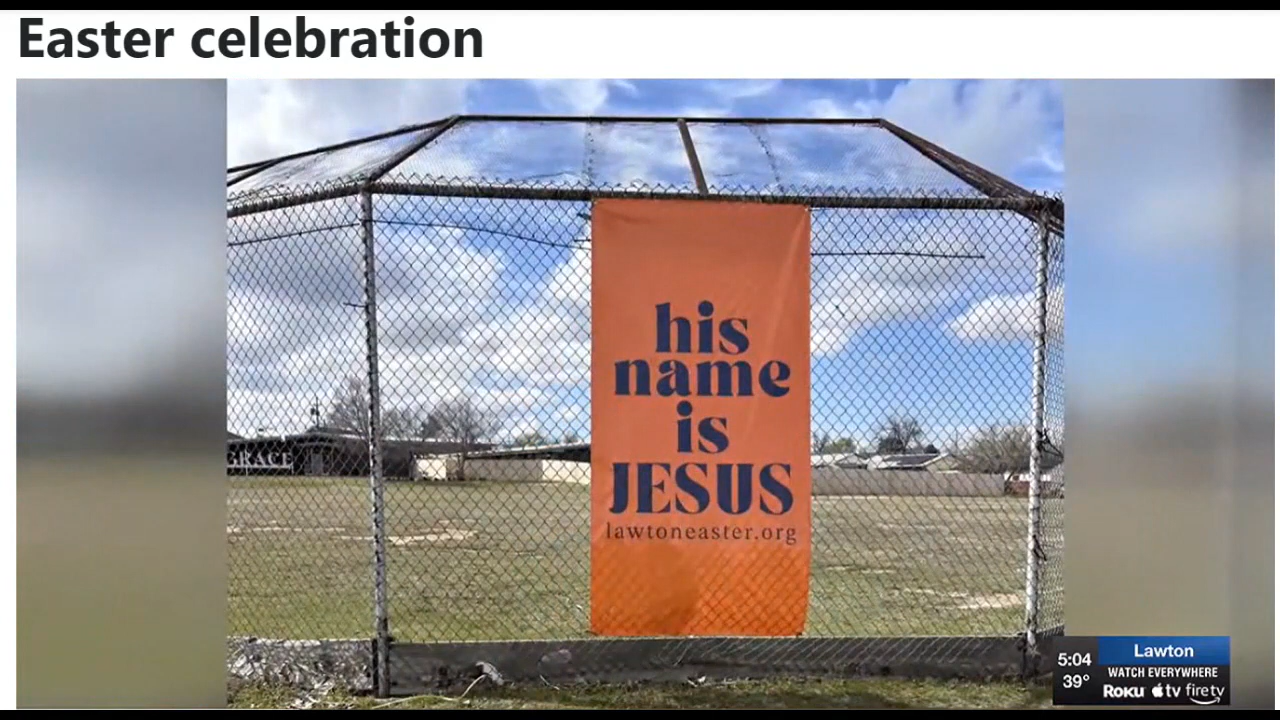 Easter celebration
his
name
is
JESUS
lawtoneaster.org
GRACE
5:04
39°
Lawton
WATCH EVERYWHERE
Roku tv firetv